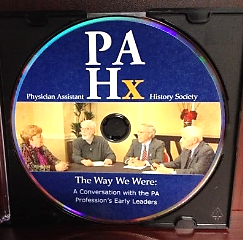 PA
Hx
Physician Assistant History Society
The Way We Were:
A Conversation with the PA
Profession's Early Leaders